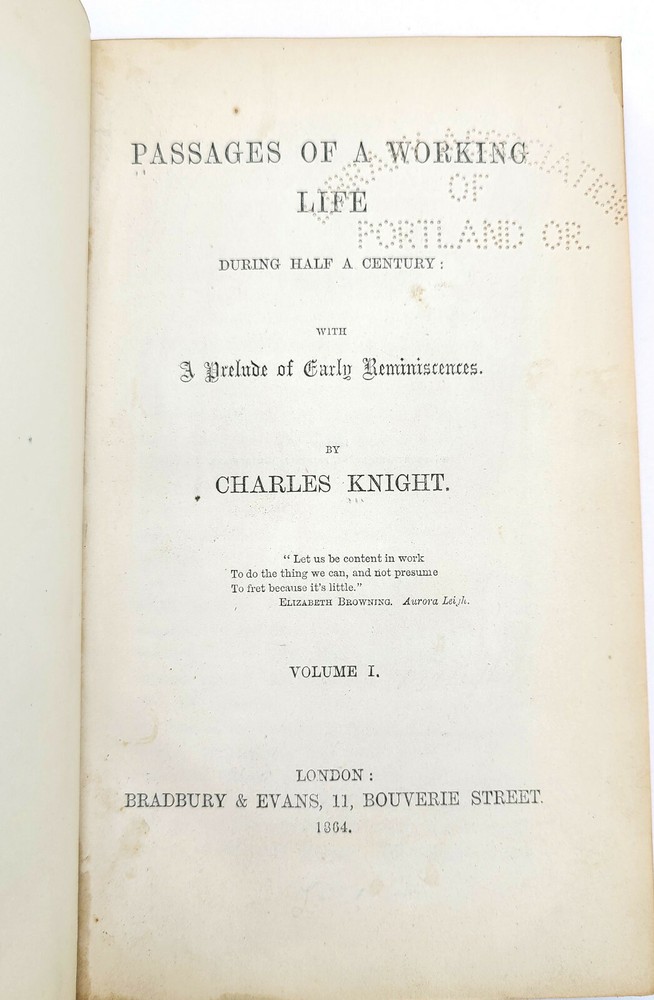 PASSAGES OF A WORKING
LIFE
DURING HALF A CENTURY:
WITH
A Prelude of Early Reminiscences.
BY
CHARLES KNIGHT.
"Let us be content in work
To do the thing we can, and not presume
To fret because it's little."
ELIZABETH BROWNING. Aurora Leigh.
VOLUME I.
LONDON:
BRADBURY & EVANS, 11, BOUVERIE STREET.
1864.
ASSOCIATION
OF
PORTLAND OR.